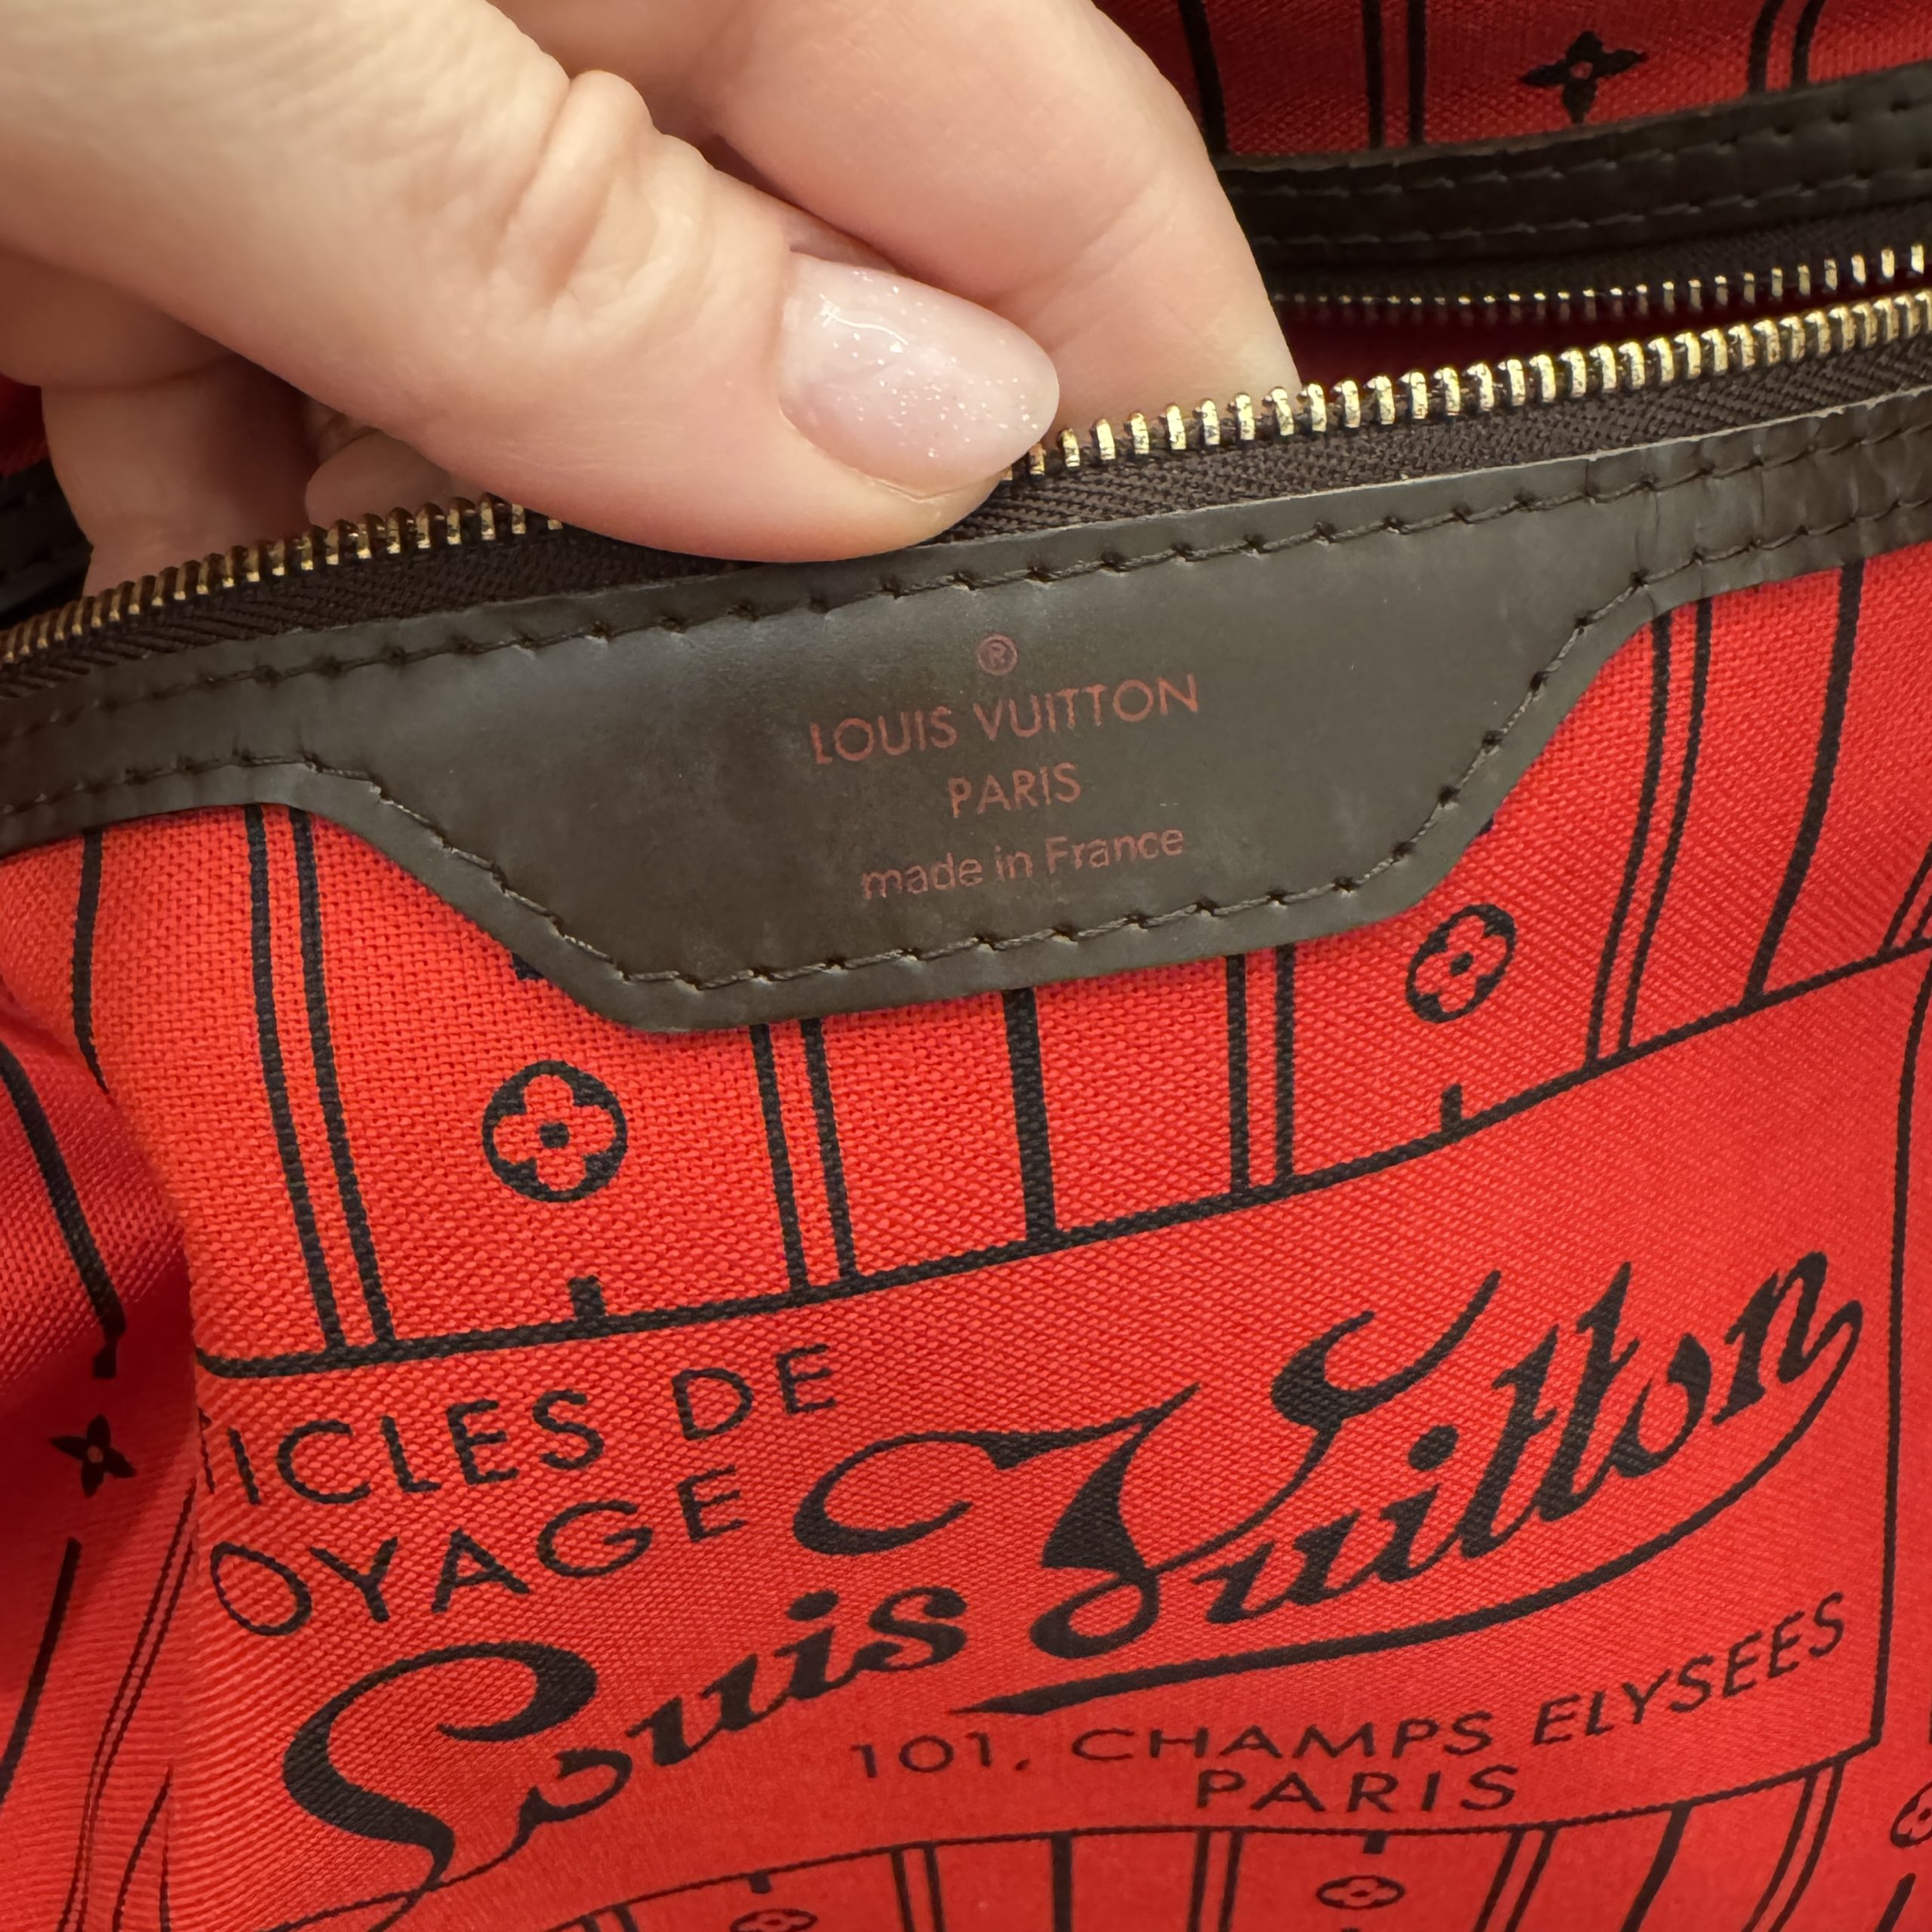 ®
LOUIS VUITTON
PARIS
made in France
ICLES DE
OYAGE
Louis Vuitton
101, CHAMPS ELYSEES
PARIS